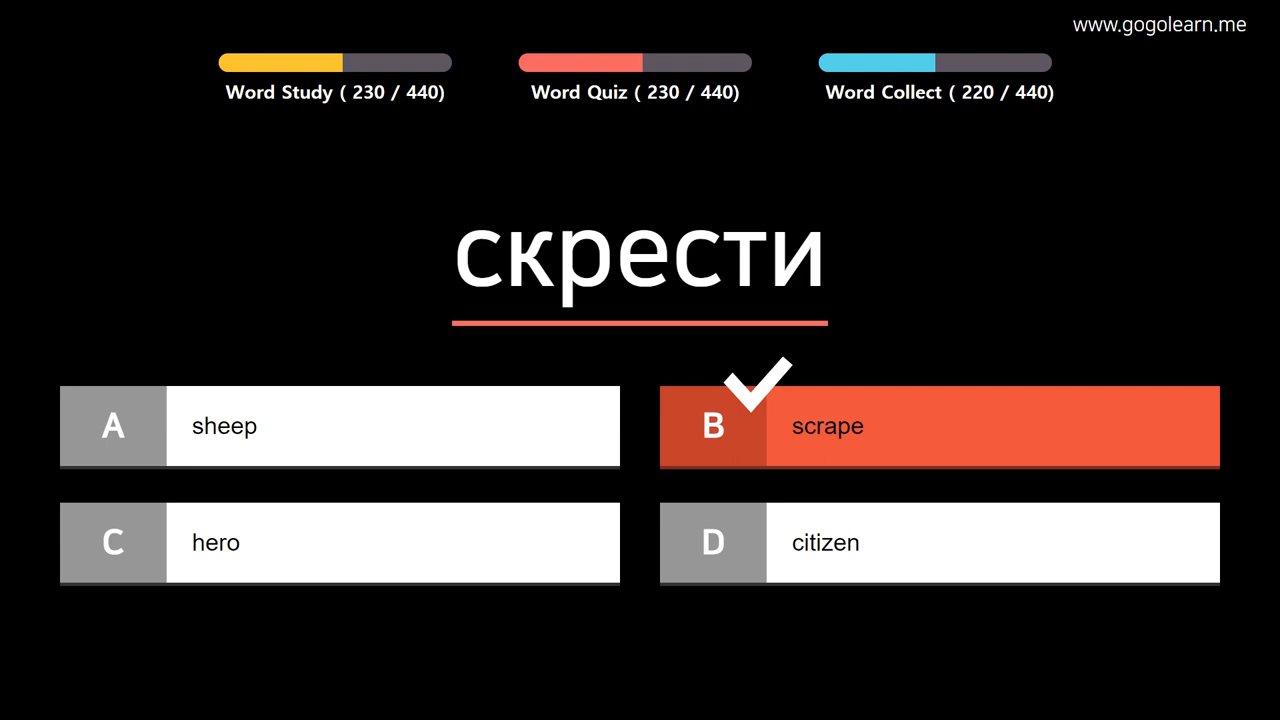 www.gogolearn.me
Word Study ( 230 / 440)
Word Quiz ( 230 / 440)
Word Collect ( 220 / 440)
скрести
A sheep
B scrape
C hero
D citizen